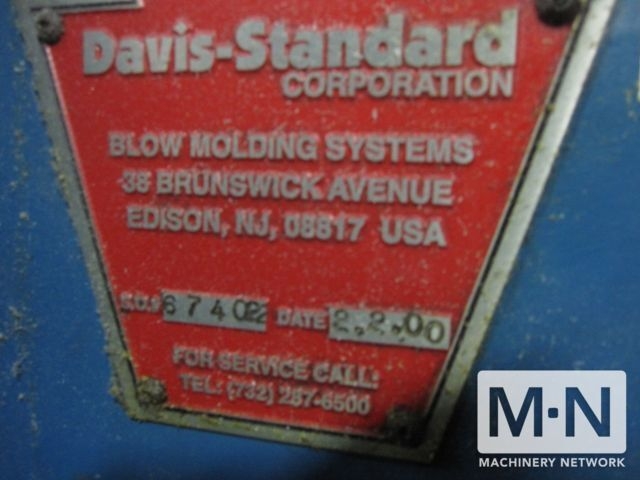 Davis-Standard
CORPORATION
BLOW MOLDING SYSTEMS
36 BRUNSWICK AVENUE
EDISON, NJ, 08817 USA
S.O.# 67402 DATE 2.2.00
FOR SERVICE CALL:
TEL: (732) 287-6500
M·N
MACHINERY NETWORK